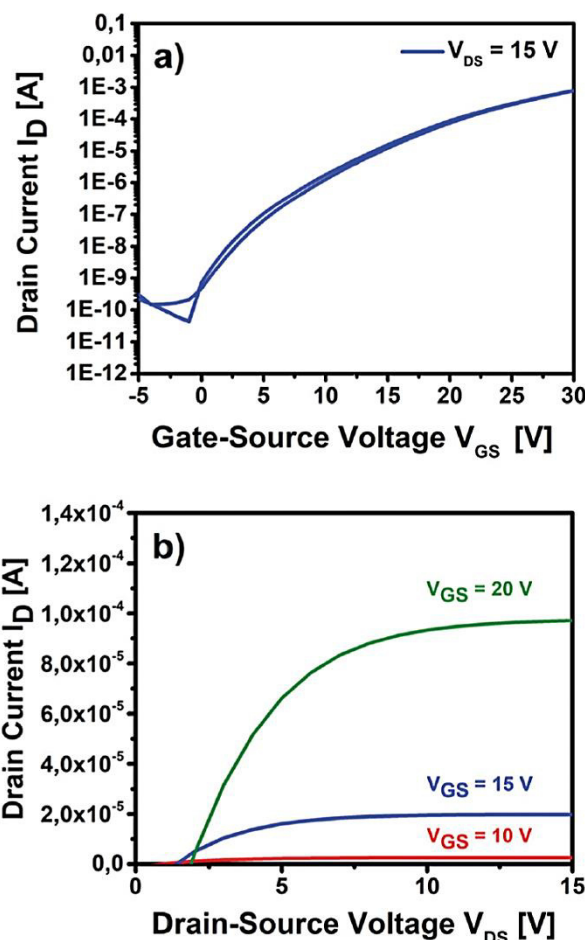 0,1
a)
V_DS = 15 V
0,01
1E-3
1E-4
1E-5
1E-6
1E-7
1E-8
1E-9
1E-10
1E-11
1E-12
Drain Current I_D [A]
-5 0 5 10 15 20 25 30
Gate-Source Voltage V_GS [V]
1,4x10^-4
b)
1,2x10^-4
V_GS = 20 V
1,0x10^-4
8,0x10^-5
6,0x10^-5
4,0x10^-5
V_GS = 15 V
2,0x10^-5
V_GS = 10 V
0,0
Drain Current I_D [A]
0 5 10 15
Drain-Source Voltage V_DS [V]